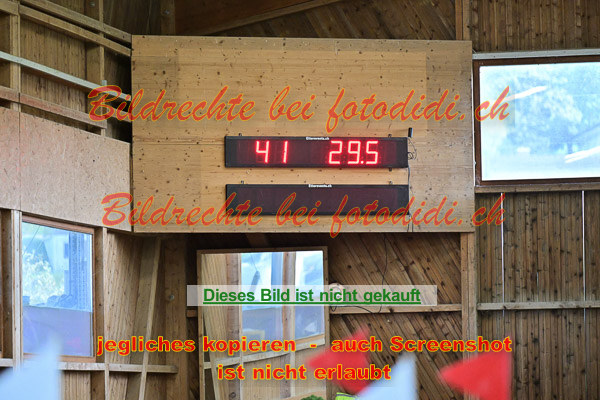 Bildrechte bei fotodidi.ch
41 29.5
Bildrechte bei fotodidi.ch
Dieses Bild ist nicht gekauft
jegliches kopieren - auch Screenshot
ist nicht erlaubt